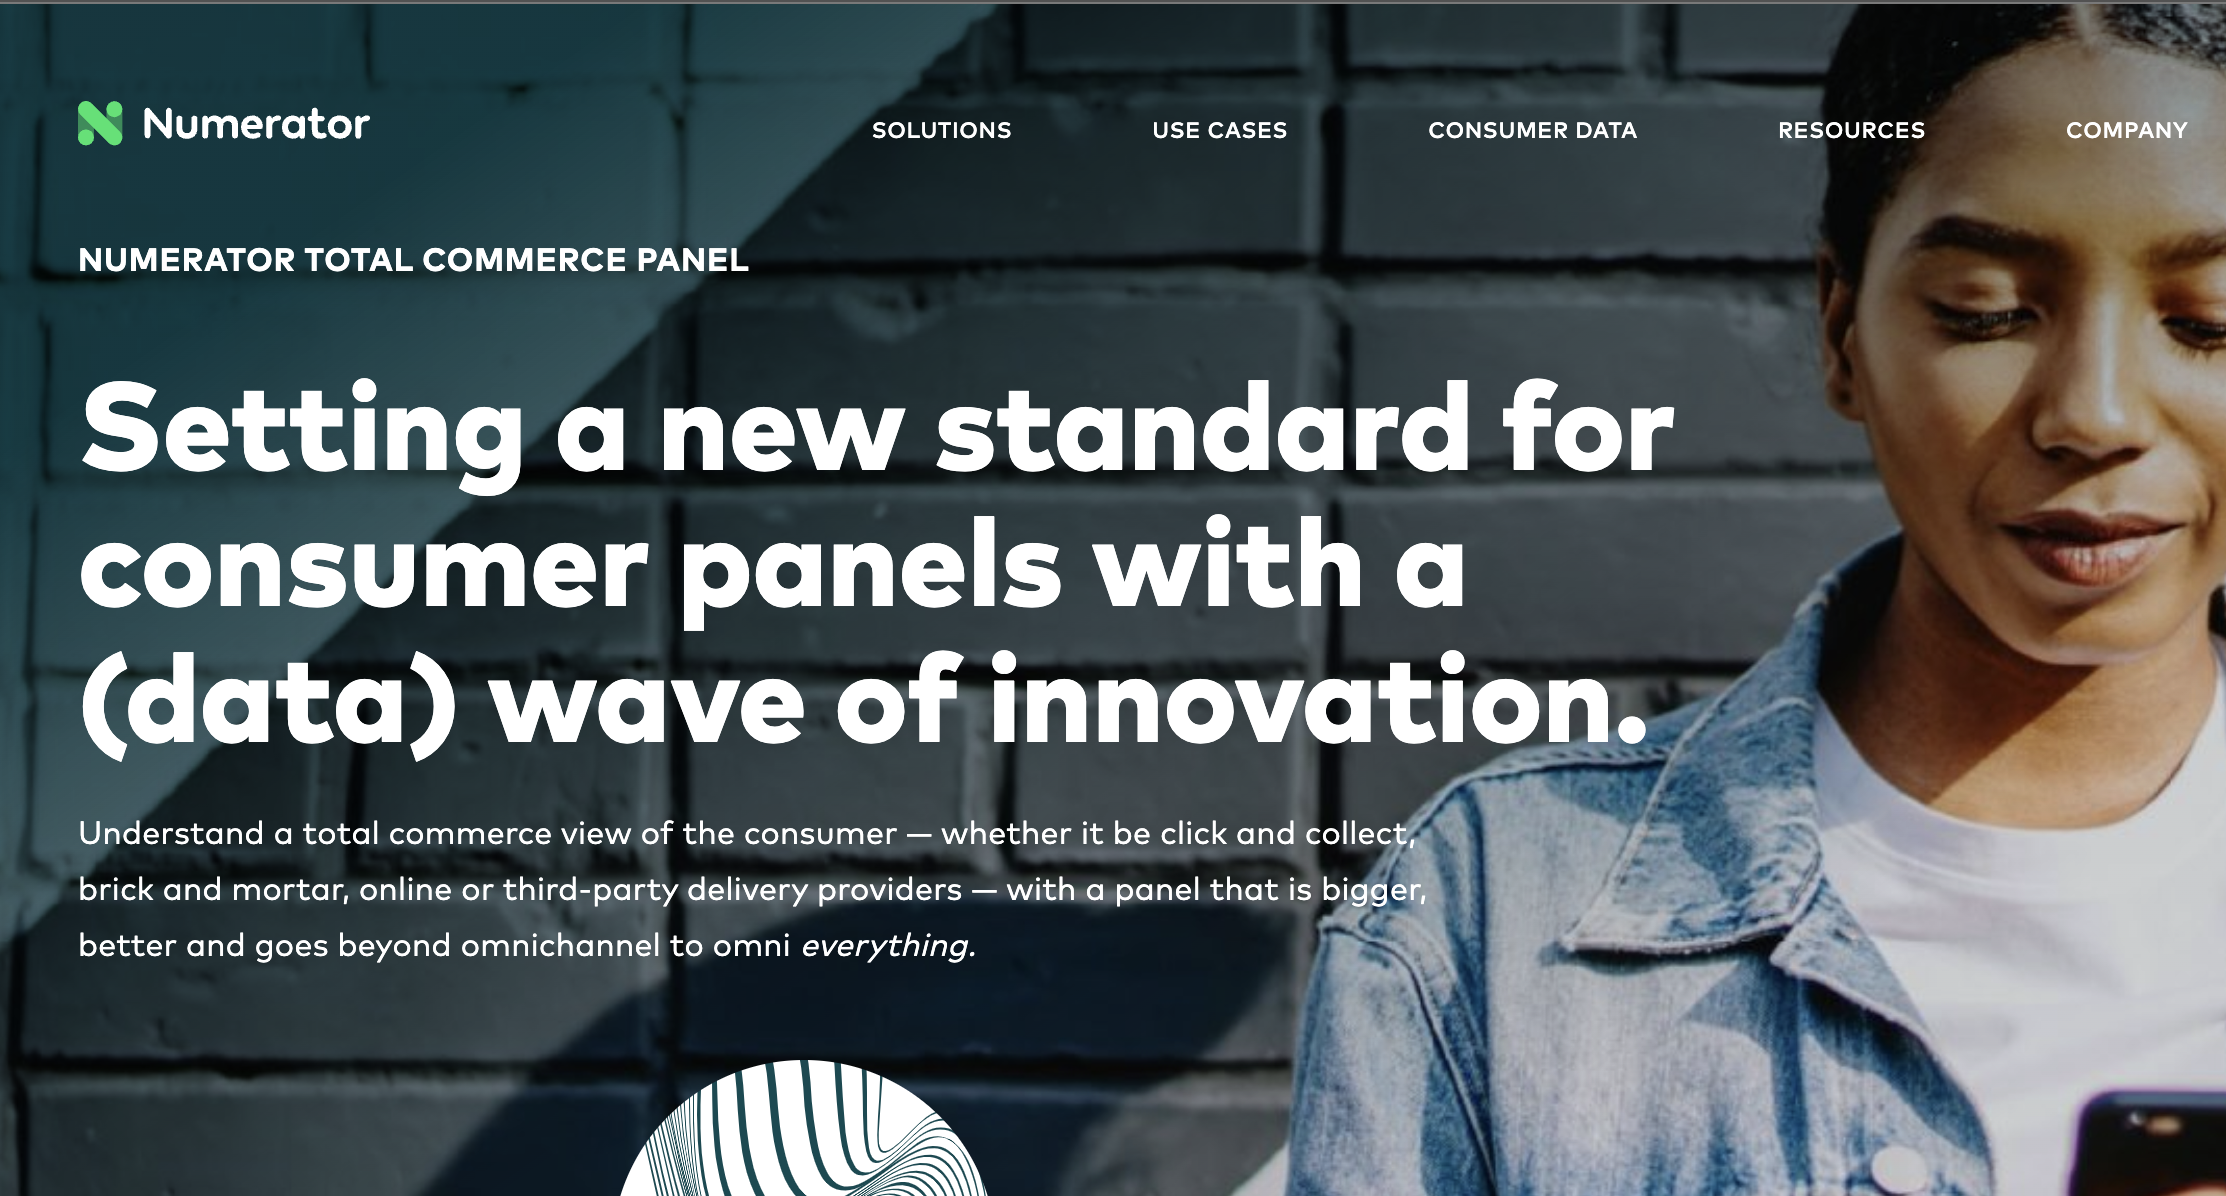 Numerator
SOLUTIONS
USE CASES
CONSUMER DATA
RESOURCES
COMPANY
NUMERATOR TOTAL COMMERCE PANEL
Setting a new standard for
consumer panels with a
(data) wave of innovation.
Understand a total commerce view of the consumer — whether it be click and collect,
brick and mortar, online or third-party delivery providers — with a panel that is bigger,
better and goes beyond omnichannel to omni everything.